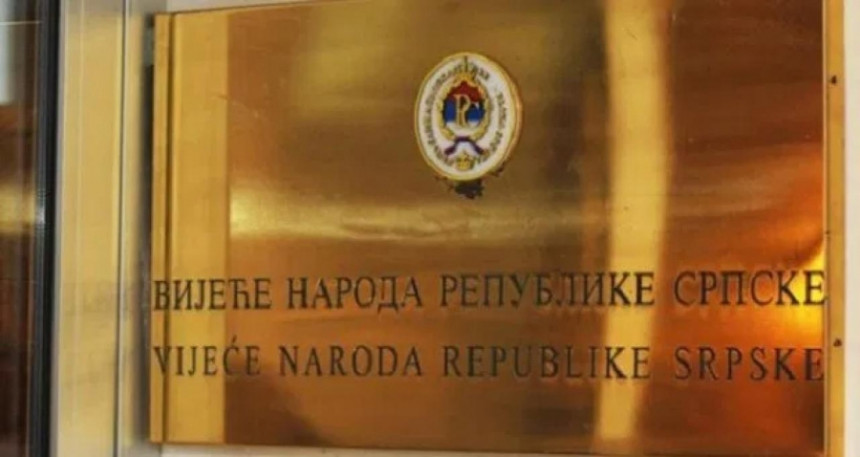 ВИЈЕЋЕ НАРОДА РЕПУБЛИКЕ СРПСКЕ
VIJEĆE NARODA REPUBLIKE SRPSKE